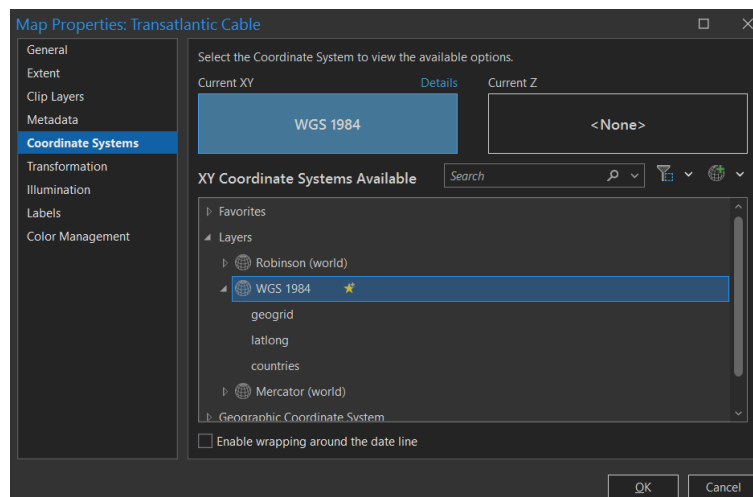 Map Properties: Transatlantic Cable
General
Extent
Clip Layers
Metadata
Coordinate Systems
Transformation
Illumination
Labels
Color Management
Select the Coordinate System to view the available options.
Current XY Details Current Z
WGS 1984 <None>
XY Coordinate Systems Available Search
Favorites
Layers
Robinson (world)
WGS 1984
geogrid
latlong
countries
Mercator (world)
Geographic Coordinate System
Enable wrapping around the date line
OK Cancel